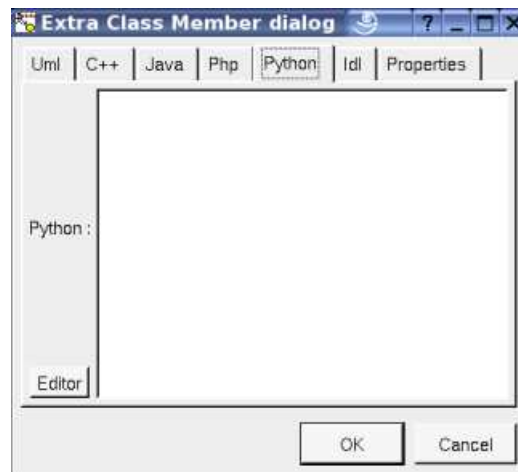 Extra Class Member dialog
Uml C++ Java Php Python Idl Properties
Python :
Editor
OK Cancel